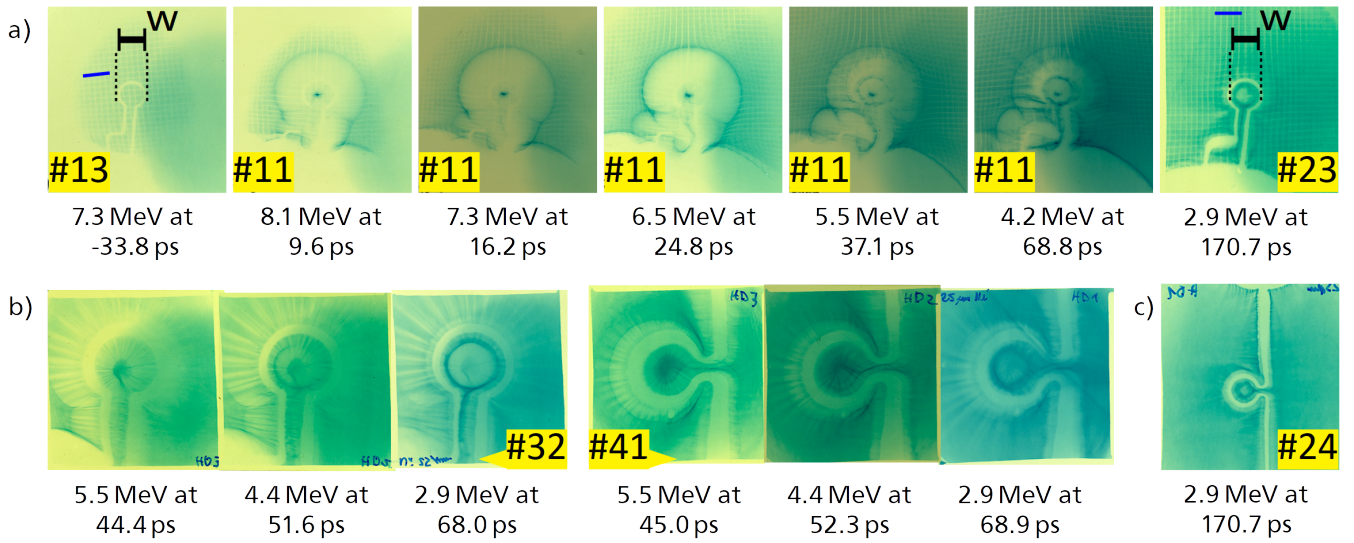 a)
W
W
#13
#11
#11
#11
#11
#11
#23
7.3 MeV at
-33.8 ps
8.1 MeV at
9.6 ps
7.3 MeV at
16.2 ps
6.5 MeV at
24.8 ps
5.5 MeV at
37.1 ps
4.2 MeV at
68.8 ps
2.9 MeV at
170.7 ps
b)
HD3
#32
HD3
HD2
25 µm Ni
HD1
#41
c)
#24
5.5 MeV at
44.4 ps
4.4 MeV at
51.6 ps
2.9 MeV at
68.0 ps
5.5 MeV at
45.0 ps
4.4 MeV at
52.3 ps
2.9 MeV at
68.9 ps
2.9 MeV at
170.7 ps